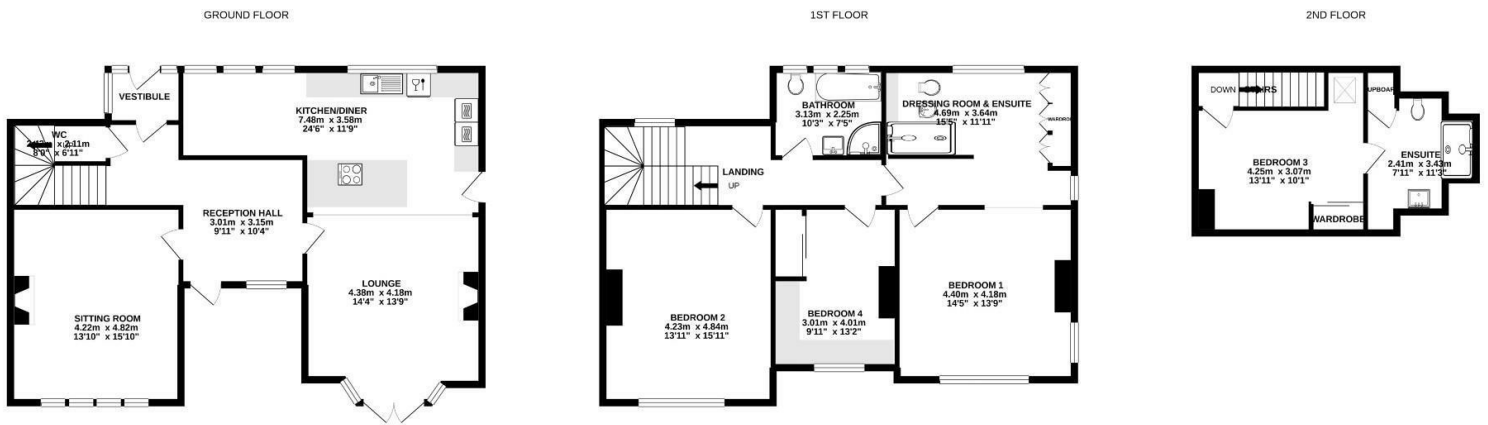 GROUND FLOOR
VESTIBULE
WC
8'0" x 6'11"
KITCHEN/DINER
7.48m x 3.58m
24'6" x 11'9"
RECEPTION HALL
3.01m x 3.15m
9'11" x 10'4"
SITTING ROOM
4.22m x 4.82m
13'10" x 15'10"
LOUNGE
4.38m x 4.18m
14'4" x 13'9"
1ST FLOOR
BATHROOM
3.13m x 2.25m
10'3" x 7'5"
DRESSING ROOM & ENSUITE
4.69m x 3.64m
15'5" x 11'11"
WARDROBE
LANDING
UP
BEDROOM 2
4.23m x 4.84m
13'11" x 15'11"
BEDROOM 4
3.01m x 4.01m
9'11" x 13'2"
BEDROOM 1
4.40m x 4.18m
14'5" x 13'9"
2ND FLOOR
DOWN
BEDROOM 3
4.25m x 3.07m
13'11" x 10'1"
ENSUITE
2.41m x 3.43m
7'11" x 11'3"
WARDROBE